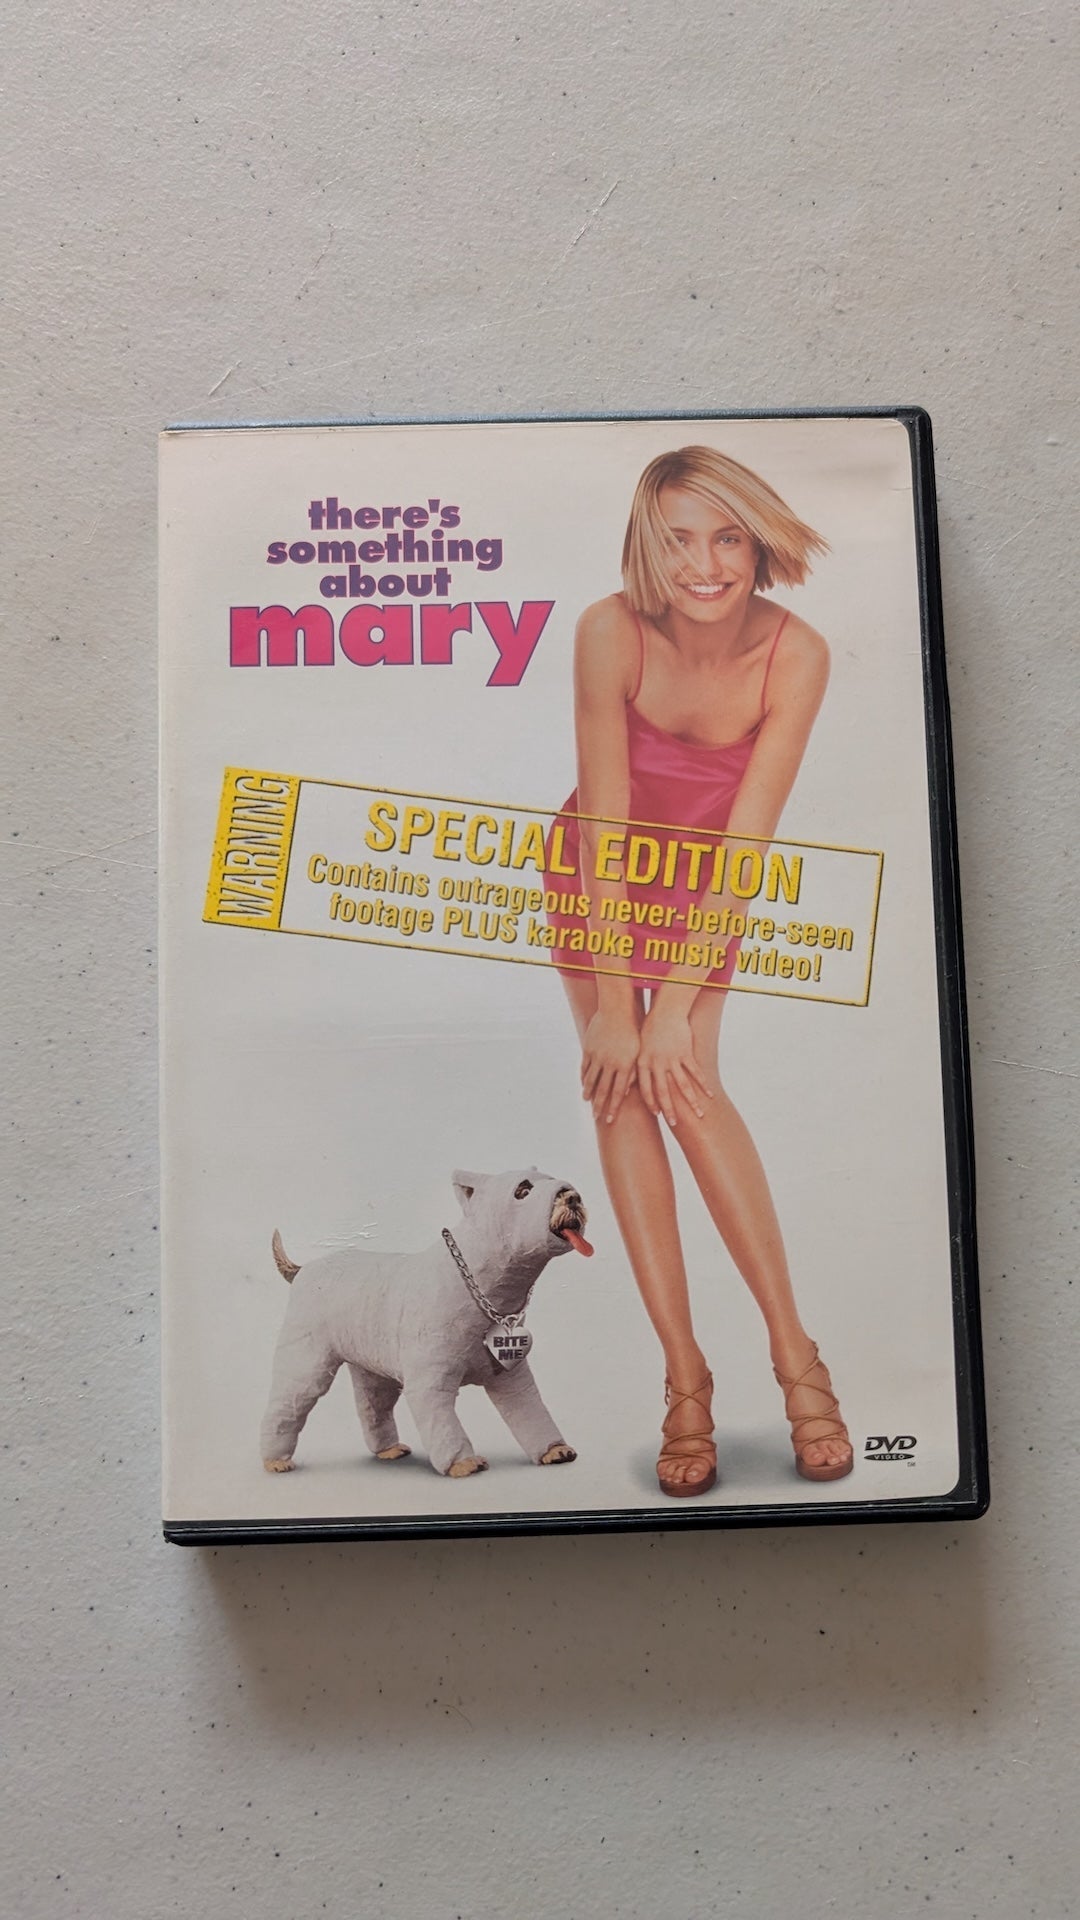 there's
something
about
mary
WARNING
SPECIAL EDITION
Contains outrageous never-before-seen
footage PLUS karaoke music video!
BITE
ME
DVD
VIDEO
TM